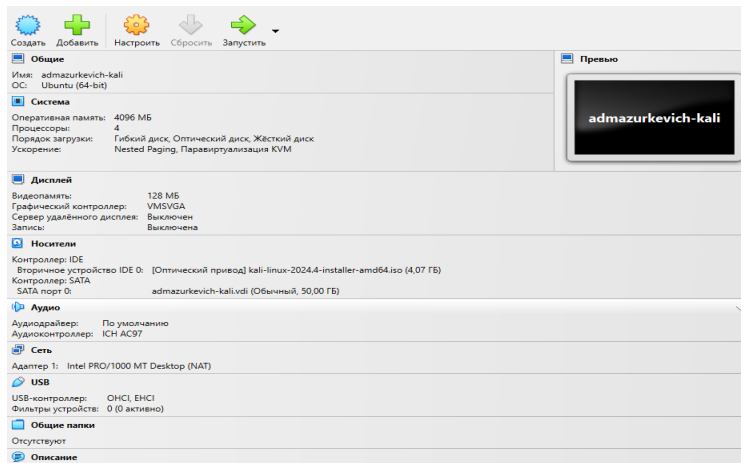 Создать Добавить Настроить Сбросить Запустить
Общие
Имя: admazurkevich-kali
ОС: Ubuntu (64-bit)
Превью
admazurkevich-kali
Система
Оперативная память: 4096 МБ
Процессоры: 4
Порядок загрузки: Гибкий диск, Оптический диск, Жёсткий диск
Ускорение: Nested Paging, Паравиртуализация KVM
Дисплей
Видеопамять: 128 МБ
Графический контроллер: VMSVGA
Сервер удалённого дисплея: Выключен
Запись: Выключена
Носители
Контроллер: IDE
Вторичное устройство IDE 0: [Оптический привод] kali-linux-2024.4-installer-amd64.iso (4,07 ГБ)
Контроллер: SATA
SATA порт 0: admazurkevich-kali.vdi (Обычный, 50,00 ГБ)
Аудио
Аудиодрайвер: По умолчанию
Аудиоконтроллер: ICH AC97
Сеть
Адаптер 1: Intel PRO/1000 MT Desktop (NAT)
USB
USB-контроллер: OHCI, EHCI
Фильтры устройств: 0 (0 активно)
Общие папки
Отсутствуют
Описание